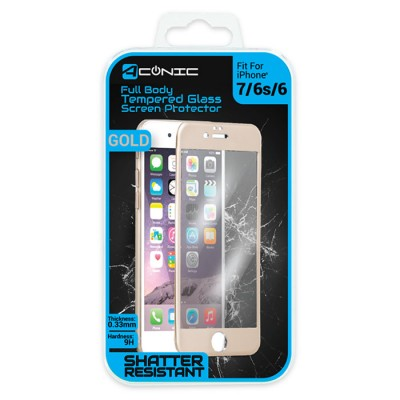 4CONIC
Full Body
Tempered Glass
Screen Protector
GOLD
Fit For
iPhone®
7/6s/6
Thickness:
0.33mm
Hardness:
9H
SHATTER
RESISTANT